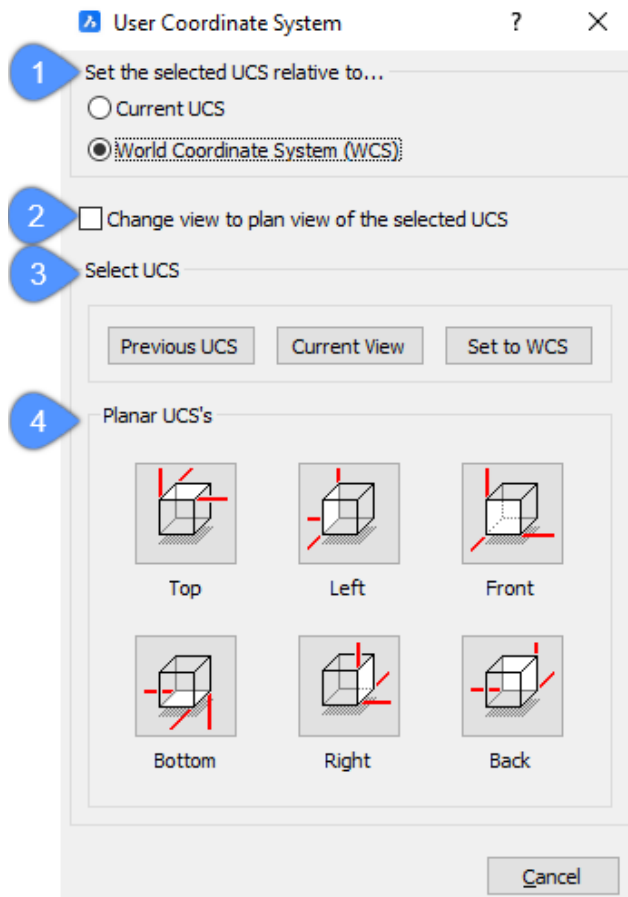 User Coordinate System ?
1 Set the selected UCS relative to...
Current UCS
World Coordinate System (WCS)
2 Change view to plan view of the selected UCS
3 Select UCS
Previous UCS Current View Set to WCS
4 Planar UCS's
Top Left Front
Bottom Right Back
Cancel